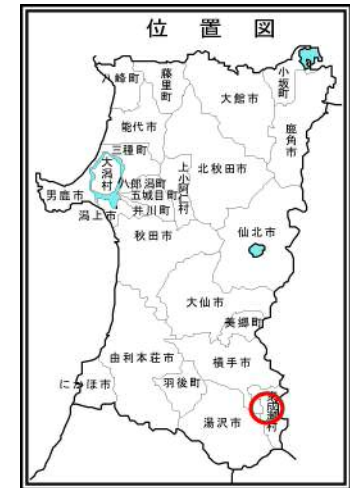 位置図
八峰町
藤里町
小坂町
大館市
鹿角市
能代市
三種町
大潟村
上小阿仁村
北秋田市
男鹿市
八郎潟町
五城目町
潟上市
井川町
秋田市
仙北市
大仙市
美郷町
由利本荘市
横手市
にかほ市
羽後町
東成瀬村
湯沢市